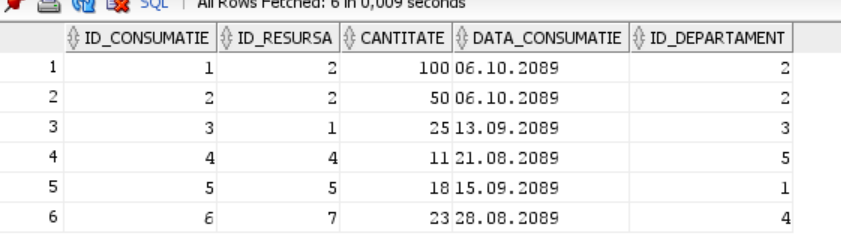 SQL | All Rows Fetched: 6 in 0,009 seconds
ID_CONSUMATIE ID_RESURSA CANTITATE DATA_CONSUMATIE ID_DEPARTAMENT
1 1 2 100 06.10.2089 2
2 2 2 50 06.10.2089 2
3 3 1 25 13.09.2089 3
4 4 4 11 21.08.2089 5
5 5 5 18 15.09.2089 1
6 6 7 23 28.08.2089 4